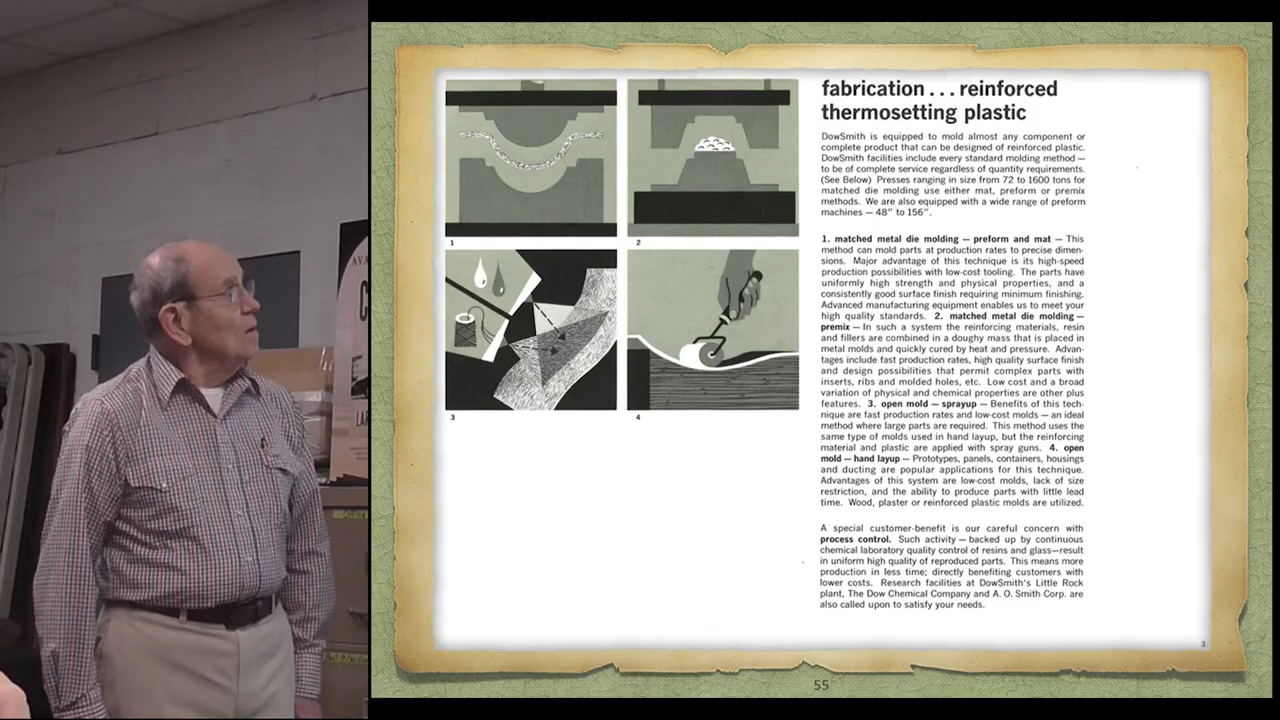 fabrication . . . reinforced
thermosetting plastic
DowSmith is equipped to mold almost any component or
complete product that can be designed of reinforced plastic.
DowSmith facilities include every standard molding method —
to be of complete service regardless of quantity requirements.
(See Below) Presses ranging in size from 72 to 1600 tons for
matched die molding use either mat, preform or premix
methods. We are also equipped with a wide range of preform
machines — 48" to 156".
1
2
3
4
1. matched metal die molding — preform and mat — This
method can mold parts at production rates to precise dimen-
sions. Major advantage of this technique is its high-speed
production possibilities with low-cost tooling. The parts have
uniformly high strength and physical properties, and a
consistently good surface finish requiring minimum finishing.
Advanced manufacturing equipment enables us to meet your
high quality standards. 2. matched metal die molding —
premix — In such a system the reinforcing materials, resin
and fillers are combined in a doughy mass that is placed in
metal molds and quickly cured by heat and pressure. Advan-
tages include fast production rates, high quality surface finish
and design possibilities that permit complex parts with
inserts, ribs and molded holes, etc. Low cost and a broad
variation of physical and chemical properties are other plus
features. 3. open mold — sprayup — Benefits of this tech-
nique are fast production rates and low-cost molds — an ideal
method where large parts are required. This method uses the
same type of molds used in hand layup, but the reinforcing
material and plastic are applied with spray guns. 4. open
mold — hand layup — Prototypes, panels, containers, housings
and ducting are popular applications for this technique.
Advantages of this system are low-cost molds, lack of size
restriction, and the ability to produce parts with little lead
time. Wood, plaster or reinforced plastic molds are utilized.
A special customer-benefit is our careful concern with
process control. Such activity — backed up by continuous
chemical laboratory quality control of resins and glass—result
in uniform high quality of reproduced parts. This means more
production in less time; directly benefiting customers with
lower costs. Research facilities at DowSmith's Little Rock
plant, The Dow Chemical Company and A. O. Smith Corp. are
also called upon to satisfy your needs.
3
55